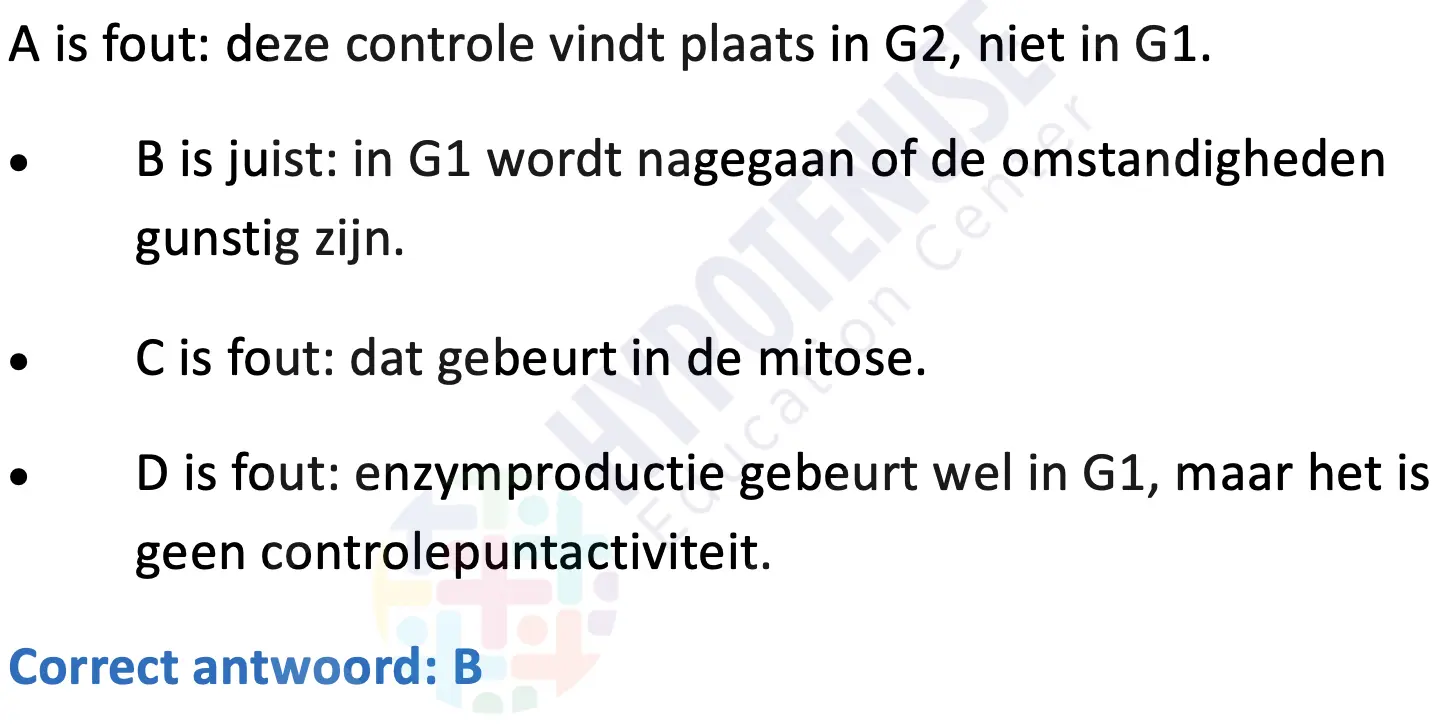 A is fout: deze controle vindt plaats in G2, niet in G1.
• B is juist: in G1 wordt nagegaan of de omstandigheden
gunstig zijn.
• C is fout: dat gebeurt in de mitose.
• D is fout: enzymproductie gebeurt wel in G1, maar het is
geen controlepuntactiviteit.
Correct antwoord: B
HYPOTENUSE
Education Center